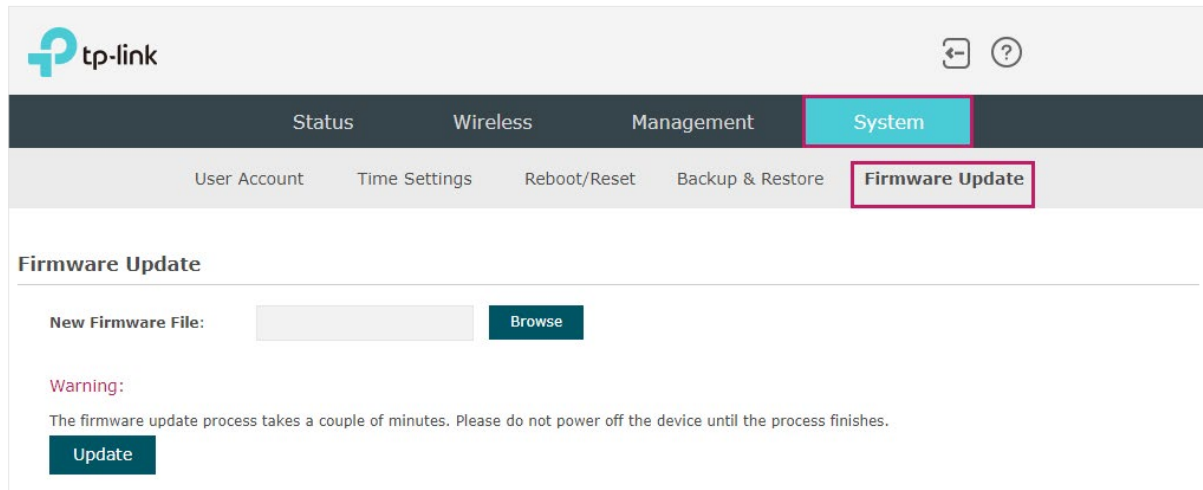 tp-link
?
Status Wireless Management System
User Account Time Settings Reboot/Reset Backup & Restore Firmware Update
Firmware Update
New Firmware File: Browse
Warning:
The firmware update process takes a couple of minutes. Please do not power off the device until the process finishes.
Update